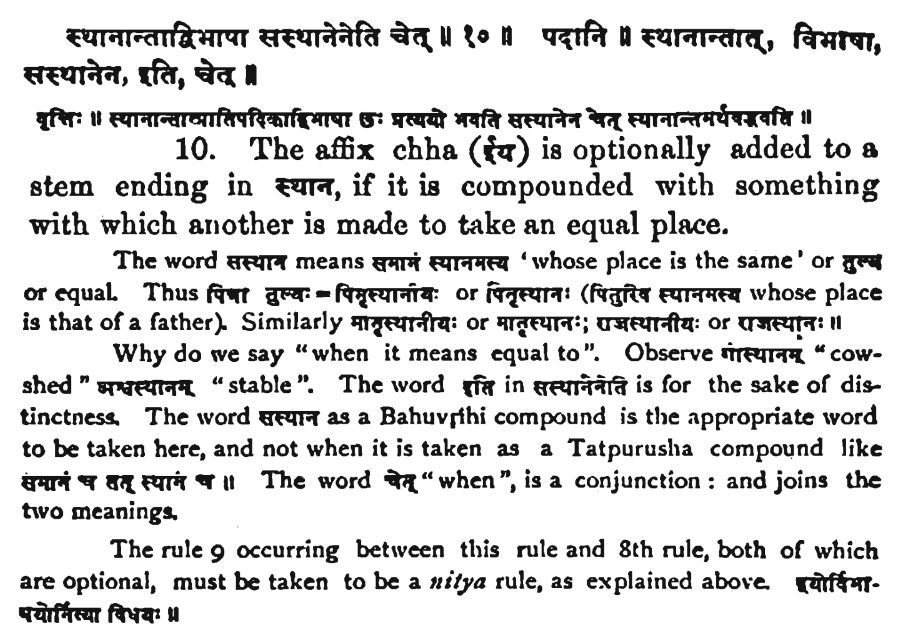 स्थानान्ताद्विभाषा सस्थानेनेति चेत् ॥ १० ॥ पदानि ॥ स्थानान्तात्, विभाषा,
सस्थानेन, इति, चेत् ॥
वृत्तिः ॥ स्थानान्तात्प्रातिपदिकाद्विभाषा छः प्रत्ययो भवति सस्थानेन चेत् स्थानान्तमर्थवद्भवति ॥
10. The affix chha (ईय) is optionally added to a
stem ending in स्थान, if it is compounded with something
with which another is made to take an equal place.
The word सस्थान means समानं स्थानमस्य 'whose place is the same' or तुल्य
or equal. Thus पित्रा तुल्यः = पितृस्थानीयः or पितृस्थानः (पितुरिव स्थानमस्य whose place
is that of a father). Similarly मातृस्थानीयः or मातृस्थानः; राजस्थानीयः or राजस्थानः ॥
Why do we say "when it means equal to". Observe गोस्थानम् "cow-
shed" अश्वस्थानम् "stable". The word इति in सस्थानेनेति is for the sake of dis-
tinctness. The word सस्थान as a Bahuvrîhi compound is the appropriate word
to be taken here, and not when it is taken as a Tatpurusha compound like
समानं च तत् स्थानं च ॥ The word चेत् "when", is a conjunction: and joins the
two meanings.
The rule 9 occurring between this rule and 8th rule, both of which
are optional, must be taken to be a nitya rule, as explained above. द्वयोर्विभा-
षयोर्नित्या विधयः ॥